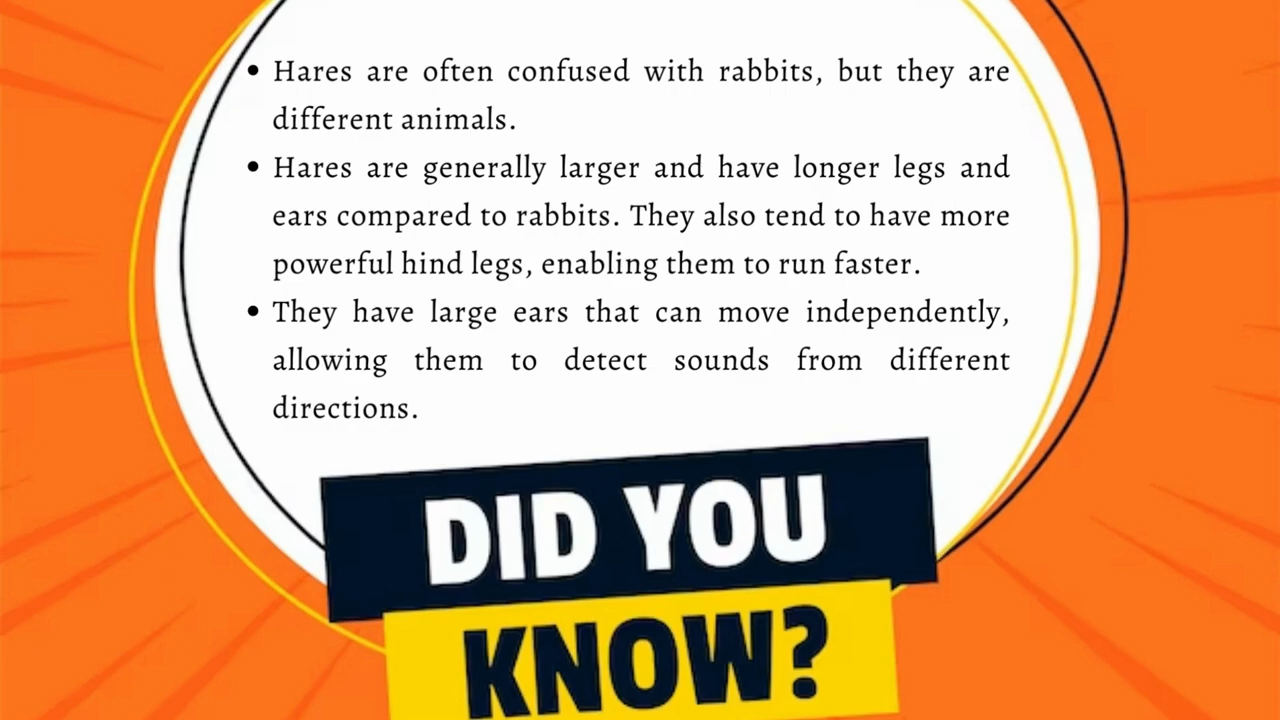 • Hares are often confused with rabbits, but they are
different animals.
• Hares are generally larger and have longer legs and
ears compared to rabbits. They also tend to have more
powerful hind legs, enabling them to run faster.
• They have large ears that can move independently,
allowing them to detect sounds from different
directions.
DID YOU
KNOW?